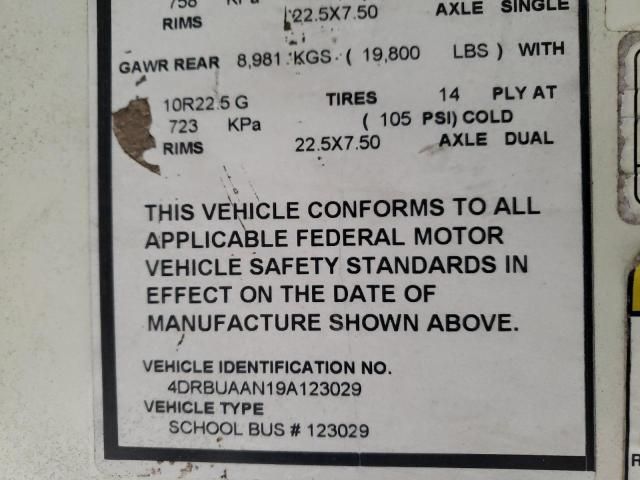 758 KPa
RIMS 22.5X7.50 AXLE SINGLE
GAWR REAR 8,981 KGS ( 19,800 LBS ) WITH
10R22.5 G TIRES 14 PLY AT
723 KPa ( 105 PSI) COLD
RIMS 22.5X7.50 AXLE DUAL
THIS VEHICLE CONFORMS TO ALL
APPLICABLE FEDERAL MOTOR
VEHICLE SAFETY STANDARDS IN
EFFECT ON THE DATE OF
MANUFACTURE SHOWN ABOVE.
VEHICLE IDENTIFICATION NO.
4DRBUAAN19A123029
VEHICLE TYPE
SCHOOL BUS # 123029
R